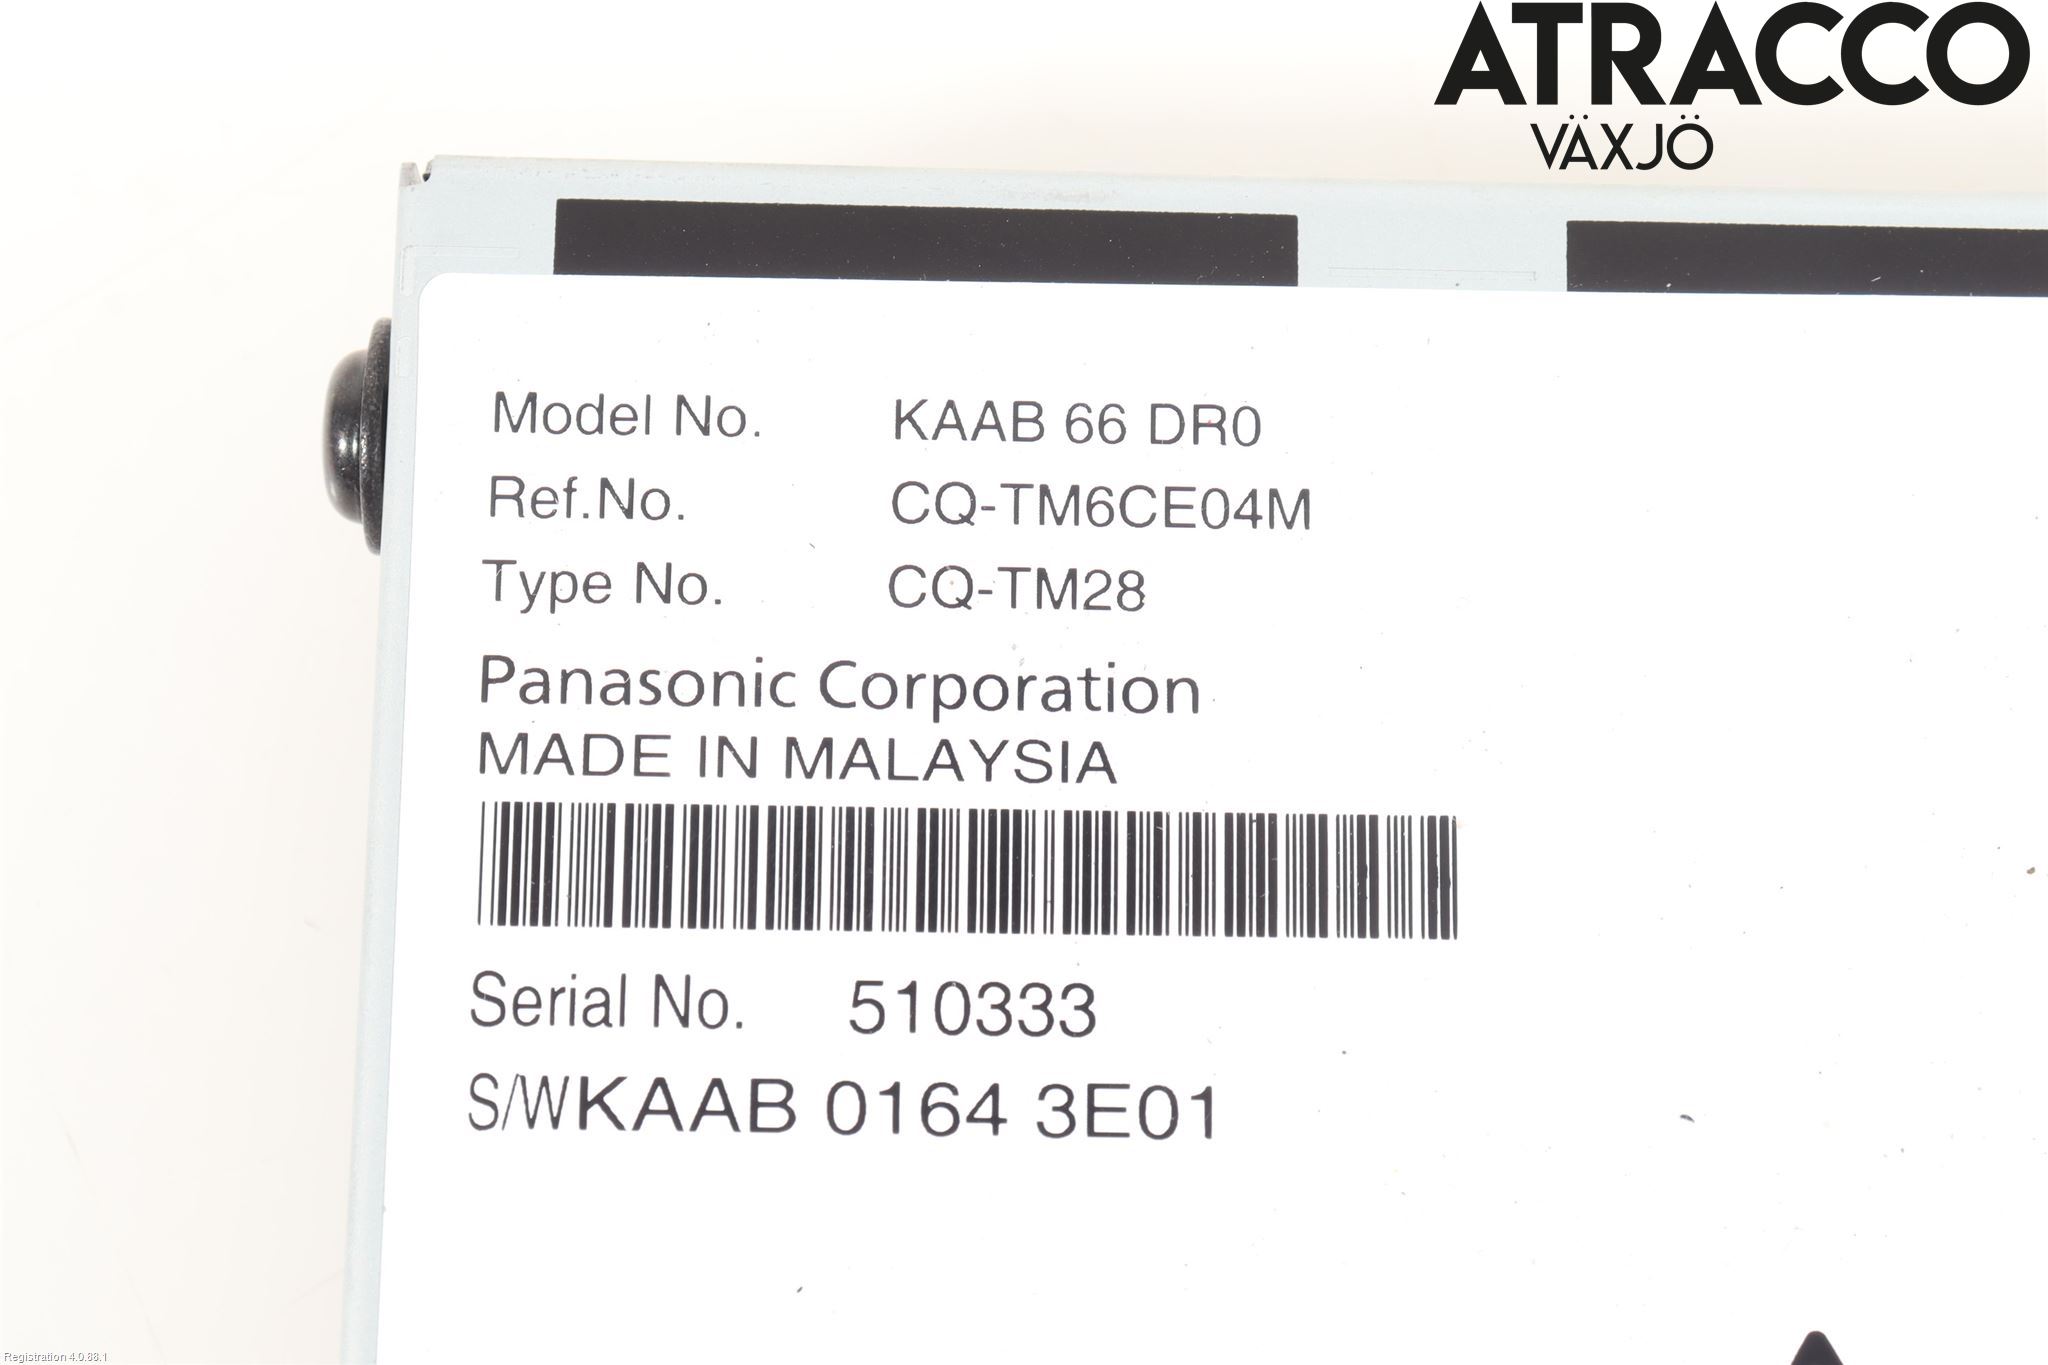 ATRACCO
VÄXJÖ
Model No. KAAB 66 DR0
Ref.No. CQ-TM6CE04M
Type No. CQ-TM28
Panasonic Corporation
MADE IN MALAYSIA
Serial No. 510333
S/WKAAB 0164 3E01
Registration 4.0.88.1